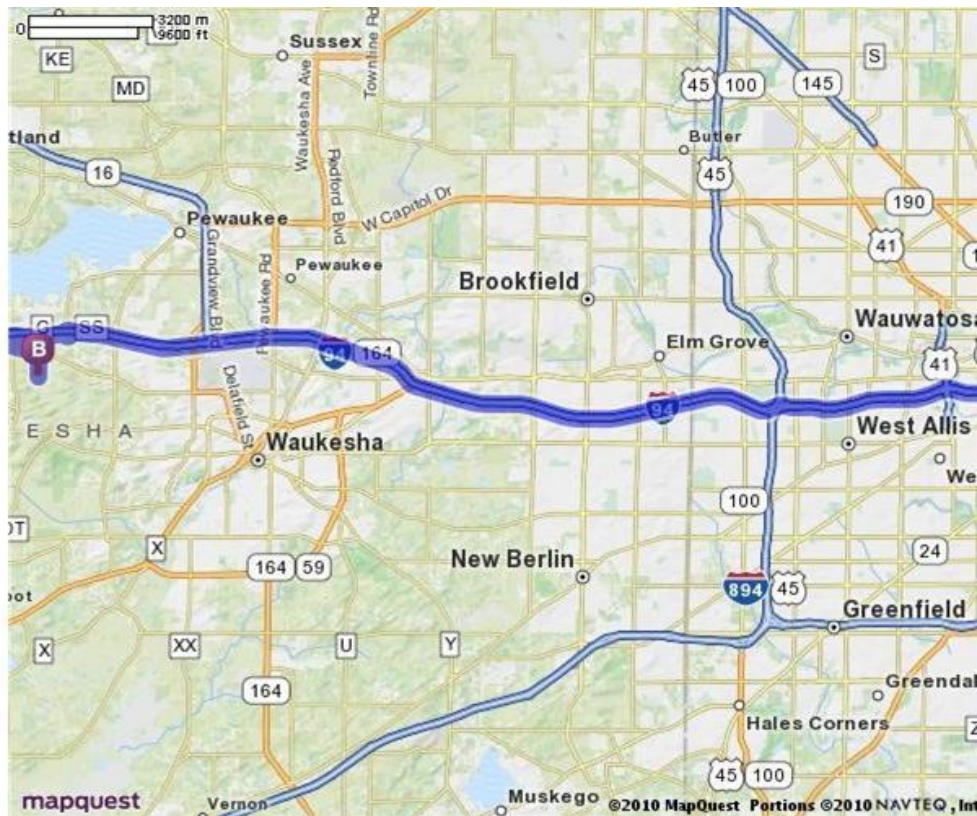 0
3200 m
9600 ft
Sussex
KE
MD
Waukesha Ave
Townline Rd
45
100
145
S
Butler
tland
16
45
Pewaukee
Redford Blvd
W Capitol Dr
190
41
Grandview Bl
Pewaukee Rd
Pewaukee
Brookfield
Wauwatosa
G
SS
B
94
164
Elm Grove
41
Delafield St
94
E S H A
Waukesha
West Allis
We
100
X
164
59
New Berlin
24
894
45
Greenfield
oot
X
XX
U
Y
164
Greendal
Hales Corners
Z
45
100
mapquest
Vernon
Muskego
©2010 MapQuest Portions ©2010 NAVTEQ, Int